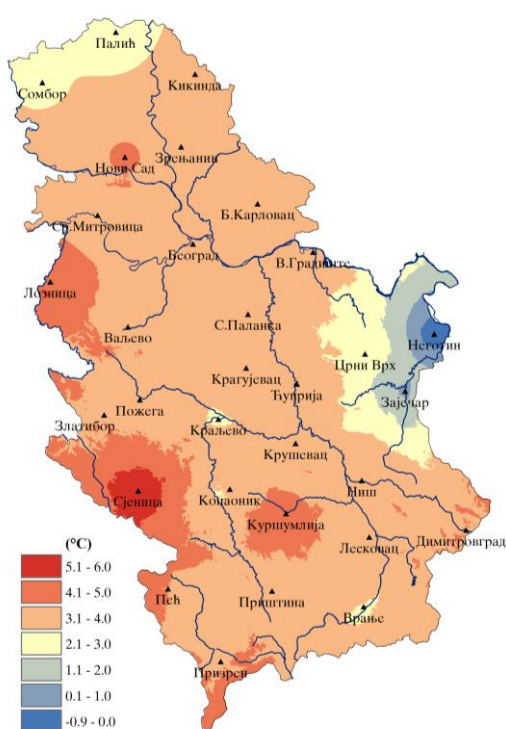 Палић
Сомбор
Кикинда
Нови Сад
Зрењанин
Б.Карловац
Ср.Митровица
Београд
В.Градиште
Лозница
С.Паланка
Ваљево
Неготин
Црни Врх
Крагујевац
Ћуприја
Зајечар
Пожега
Златибор
Краљево
Крушевац
Ниш
Сјеница
Копаоник
Куршумлија
Димитровград
Лесковац
(°C)
5.1 - 6.0
4.1 - 5.0
3.1 - 4.0
2.1 - 3.0
1.1 - 2.0
0.1 - 1.0
-0.9 - 0.0
Пећ
Приштина
Врање
Призрен